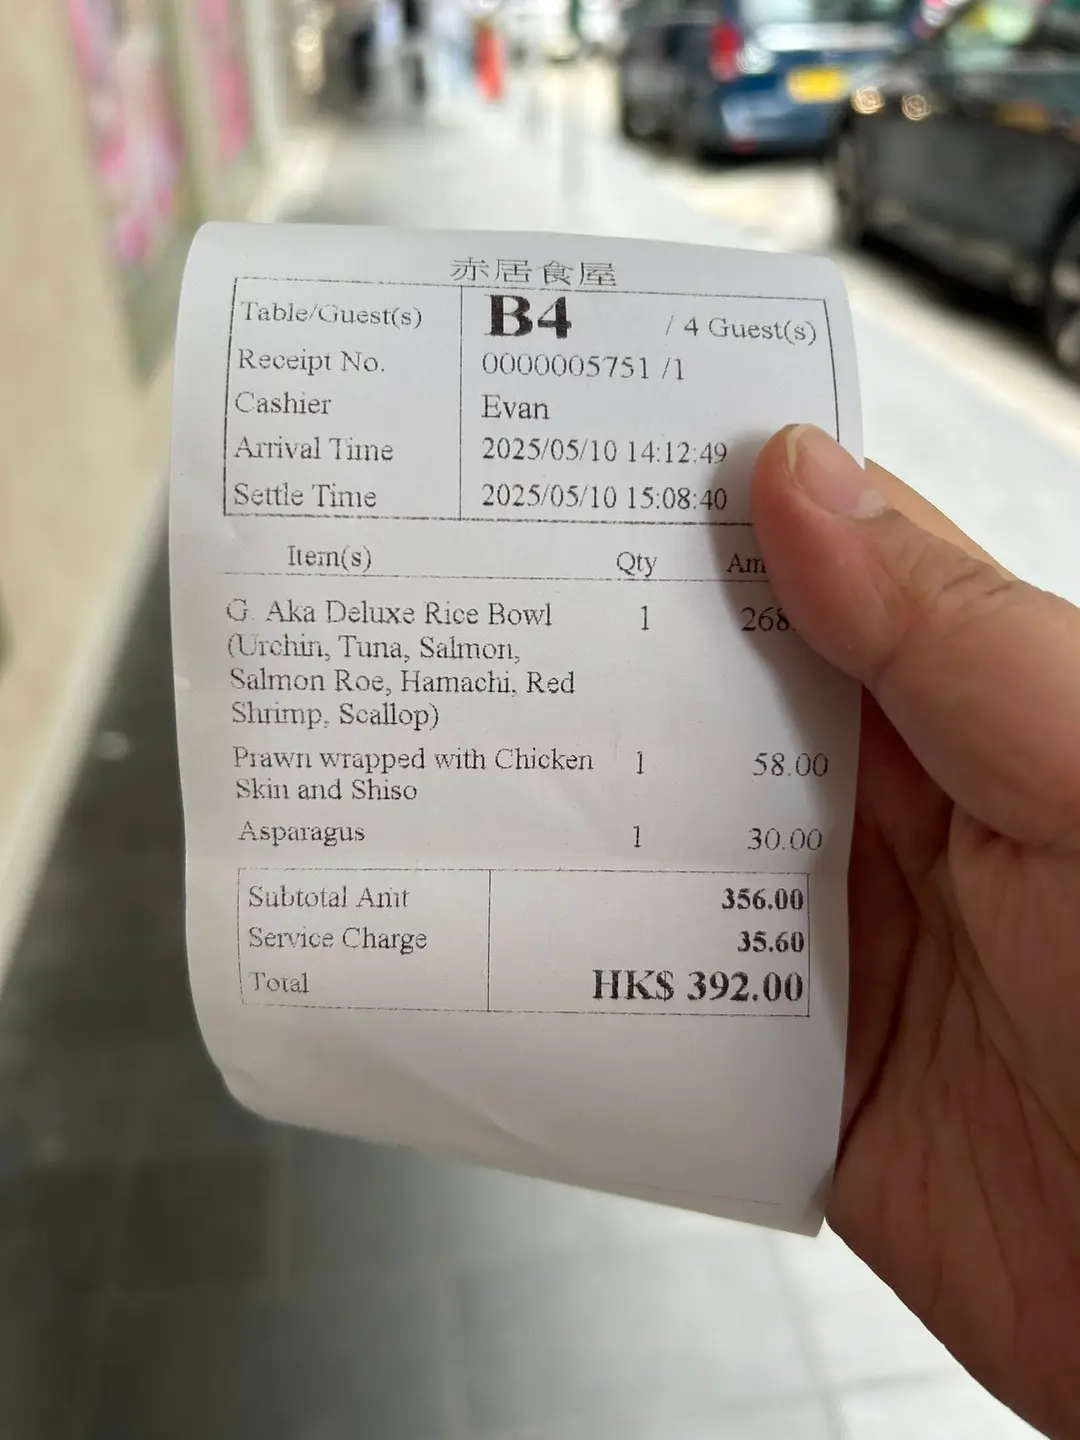 赤居食屋
Table/Guest(s) B4 / 4 Guest(s)
Receipt No. 0000005751 /1
Cashier Evan
Arrival Time 2025/05/10 14:12:49
Settle Time 2025/05/10 15:08:40
Item(s) Qty Am
G. Aka Deluxe Rice Bowl 1 268.
(Urchin, Tuna, Salmon,
Salmon Roe, Hamachi, Red
Shrimp, Scallop)
Prawn wrapped with Chicken 1 58.00
Skin and Shiso
Asparagus 1 30.00
Subtotal Amt 356.00
Service Charge 35.60
Total HK$ 392.00